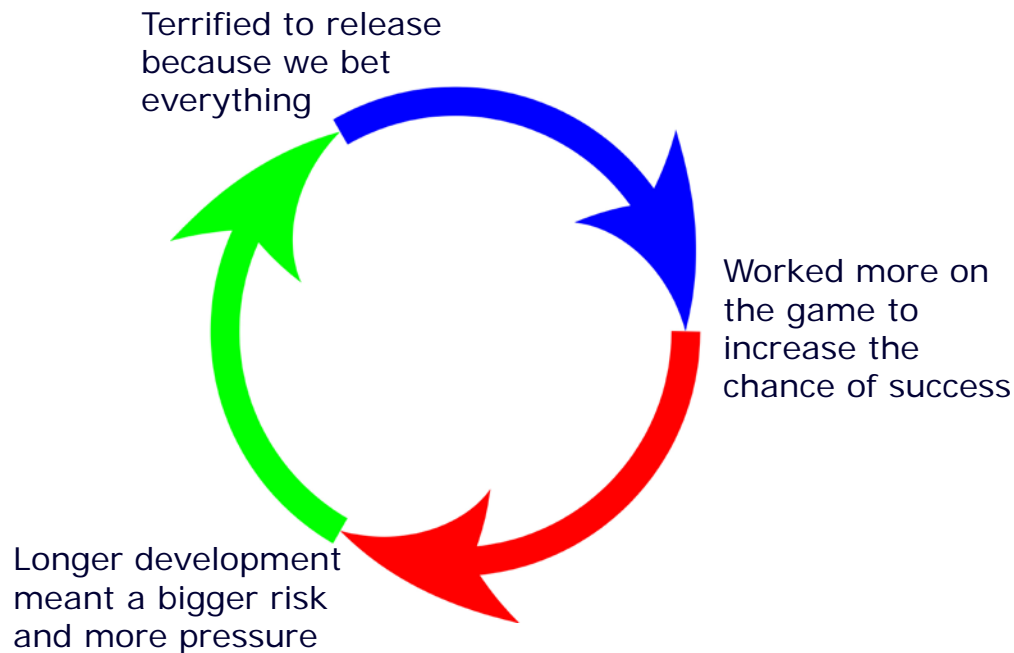 Terrified to release
because we bet
everything
Worked more on
the game to
increase the
chance of success
Longer development
meant a bigger risk
and more pressure